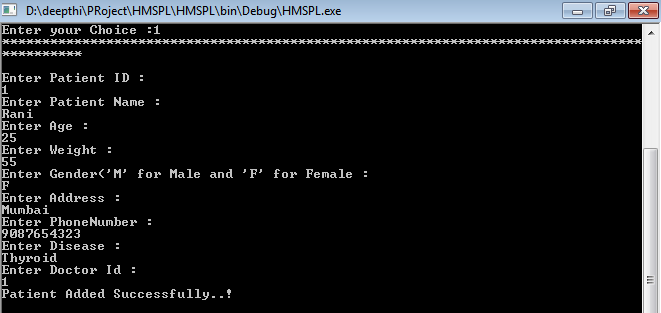 D:\deepthi\PRoject\HMSPL\HMSPL\bin\Debug\HMSPL.exe
Enter your Choice :1
********************************************************************************
**********
Enter Patient ID :
1
Enter Patient Name :
Rani
Enter Age :
25
Enter Weight :
55
Enter Gender('M' for Male and 'F' for Female :
F
Enter Address :
Mumbai
Enter PhoneNumber :
9087654323
Enter Disease :
Thyroid
Enter Doctor Id :
1
Patient Added Successfully..!